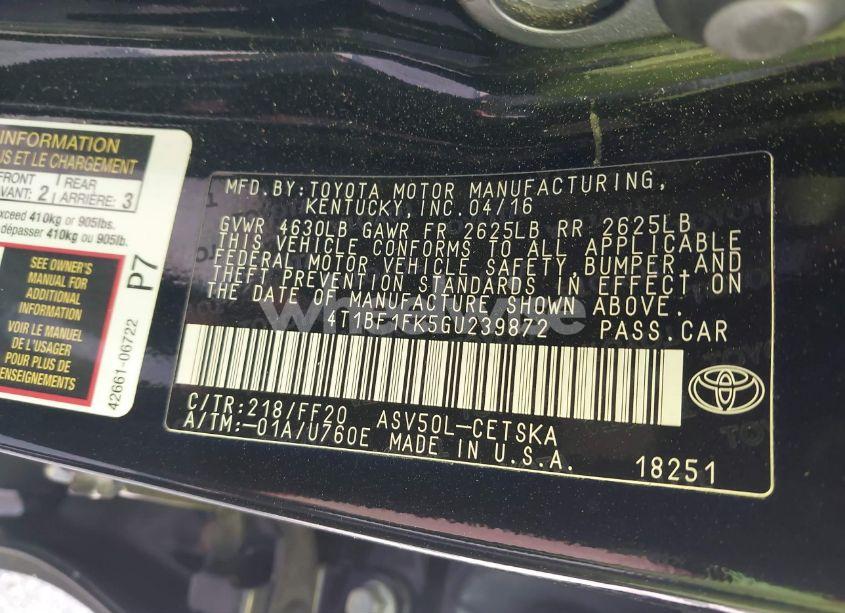 INFORMATION
US ET LE CHARGEMENT
FRONT REAR
AVANT: 2 ARRIÈRE: 3
exceed 410kg or 905lbs.
dépasser 410kg ou 905lb.
SEE OWNER'S
MANUAL FOR
ADDITIONAL
INFORMATION
VOIR LE MANUEL
DE L'USAGER
POUR PLUS DE
RENSEIGNEMENTS
P7
42661-06722
MFD.BY:TOYOTA MOTOR MANUFACTURING,
KENTUCKY,INC.04/16
GVWR 4630LB GAWR FR 2625LB RR 2625LB
THIS VEHICLE CONFORMS TO ALL APPLICABLE
FEDERAL MOTOR VEHICLE SAFETY,BUMPER,AND
THEFT PREVENTION STANDARDS IN EFFECT ON
THE DATE OF MANUFACTURE SHOWN ABOVE.
4T1BF1FK5GU239872 PASS.CAR
C/TR:218/FF20 ASV50L-CETSKA
A/TM:-01A/U760E MADE IN U.S.A.
18251